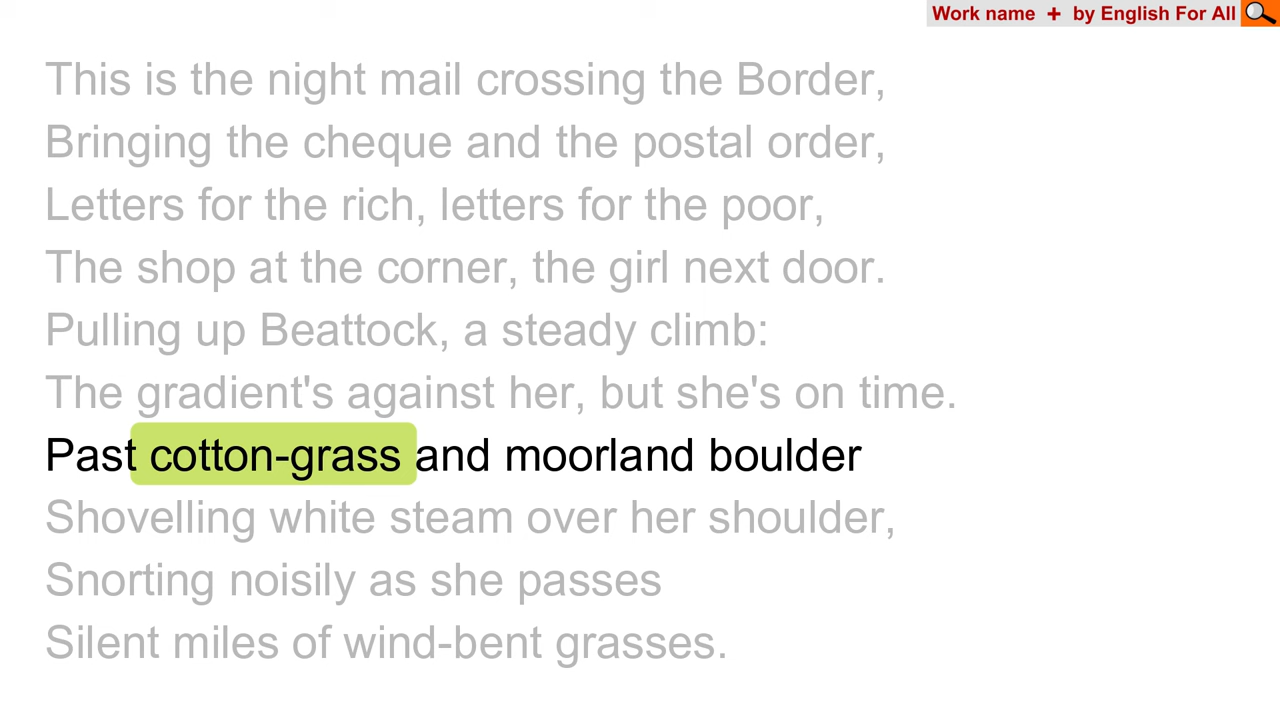 Work name + by English For All
This is the night mail crossing the Border,
Bringing the cheque and the postal order,
Letters for the rich, letters for the poor,
The shop at the corner, the girl next door.
Pulling up Beattock, a steady climb:
The gradient's against her, but she's on time.
Past cotton-grass and moorland boulder
Shovelling white steam over her shoulder,
Snorting noisily as she passes
Silent miles of wind-bent grasses.